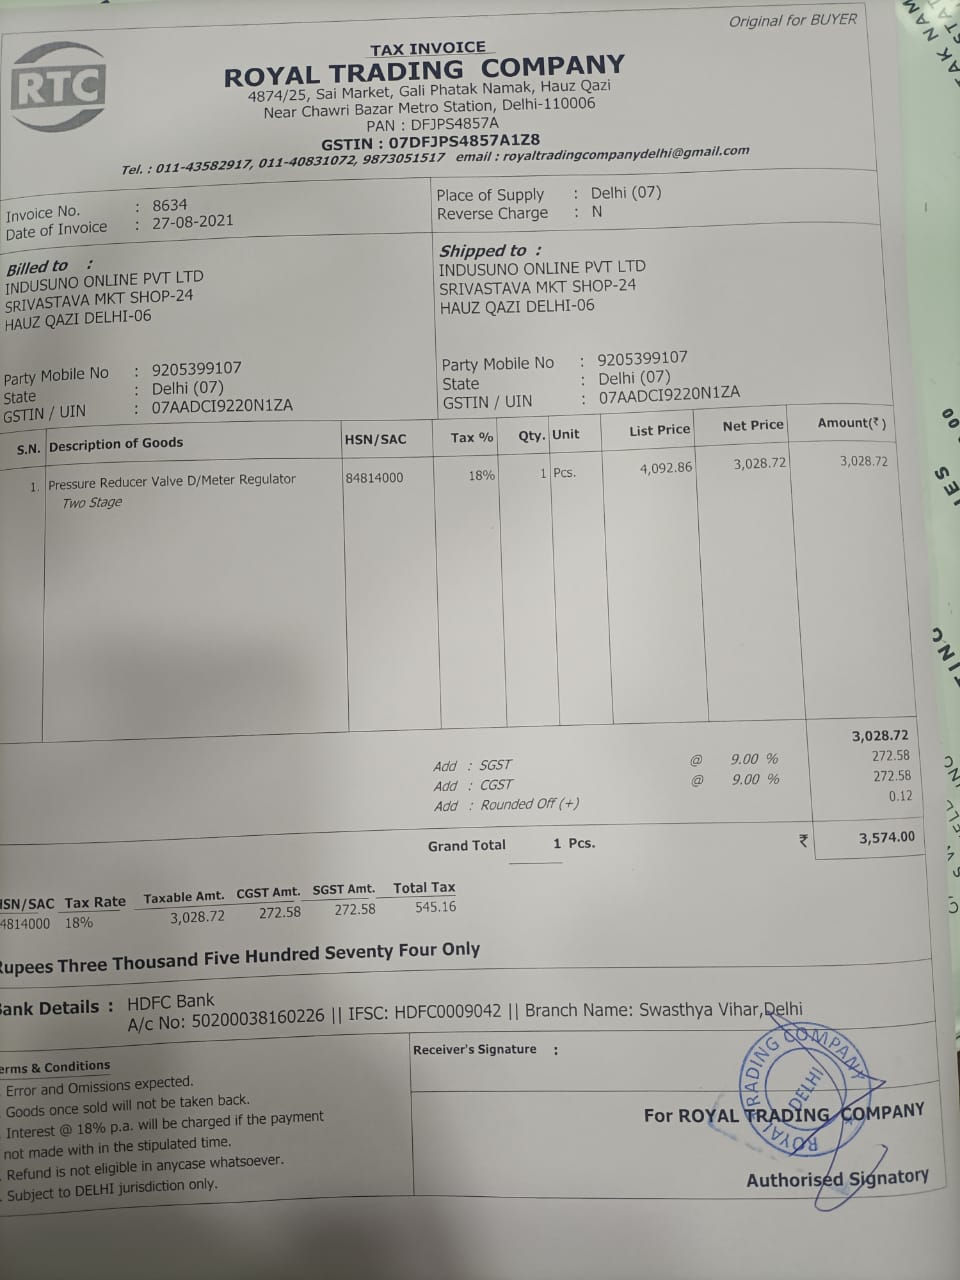 Original for BUYER
RTC
TAX INVOICE
ROYAL TRADING COMPANY
4874/25, Sai Market, Gali Phatak Namak, Hauz Qazi
Near Chawri Bazar Metro Station, Delhi-110006
PAN : DFJPS4857A
GSTIN : 07DFJPS4857A1Z8
Tel. : 011-43582917, 011-40831072, 9873051517 email : royaltradingcompanydelhi@gmail.com
Invoice No. : 8634
Date of Invoice : 27-08-2021
Place of Supply : Delhi (07)
Reverse Charge : N
Billed to :
INDUSUNO ONLINE PVT LTD
SRIVASTAVA MKT SHOP-24
HAUZ QAZI DELHI-06
Party Mobile No : 9205399107
State : Delhi (07)
GSTIN / UIN : 07AADCI9220N1ZA
Shipped to :
INDUSUNO ONLINE PVT LTD
SRIVASTAVA MKT SHOP-24
HAUZ QAZI DELHI-06
Party Mobile No : 9205399107
State : Delhi (07)
GSTIN / UIN : 07AADCI9220N1ZA
S.N. Description of Goods HSN/SAC Tax % Qty. Unit List Price Net Price Amount(₹)
1. Pressure Reducer Valve D/Meter Regulator 84814000 18% 1 Pcs. 4,092.86 3,028.72 3,028.72
Two Stage
3,028.72
Add : SGST @ 9.00 % 272.58
Add : CGST @ 9.00 % 272.58
Add : Rounded Off (+) 0.12
Grand Total 1 Pcs. ₹ 3,574.00
HSN/SAC Tax Rate Taxable Amt. CGST Amt. SGST Amt. Total Tax
4814000 18% 3,028.72 272.58 272.58 545.16
Rupees Three Thousand Five Hundred Seventy Four Only
Bank Details : HDFC Bank
A/c No: 50200038160226 || IFSC: HDFC0009042 || Branch Name: Swasthya Vihar,Delhi
erms & Conditions
. Error and Omissions expected.
. Goods once sold will not be taken back.
. Interest @ 18% p.a. will be charged if the payment
not made with in the stipulated time.
. Refund is not eligible in anycase whatsoever.
. Subject to DELHI jurisdiction only.
Receiver's Signature :
ROYAL TRADING COMPANY
DELHI
For ROYAL TRADING COMPANY
Authorised Signatory